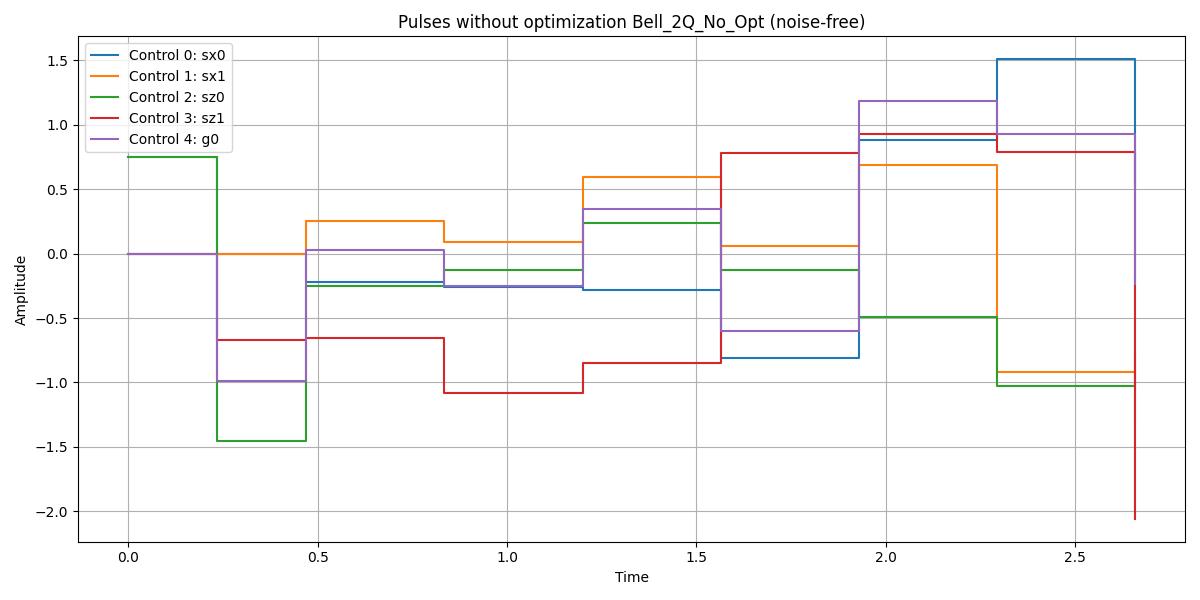 Pulses without optimization Bell_2Q_No_Opt (noise-free)
Control 0: sx0
Control 1: sx1
Control 2: sz0
Control 3: sz1
Control 4: g0
Amplitude
1.5
1.0
0.5
0.0
−0.5
−1.0
−1.5
−2.0
0.0 0.5 1.0 1.5 2.0 2.5
Time